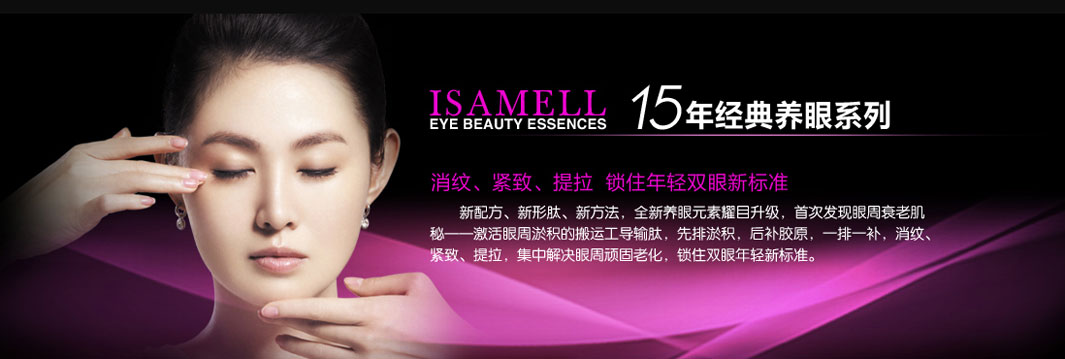 ISAMELL
EYE BEAUTY ESSENCES
15年经典养眼系列
消纹、紧致、提拉 锁住年轻双眼新标准
新配方、新形肽、新方法，全新养眼元素耀目升级，首次发现眼周衰老肌
秘——激活眼周淤积的搬运工导输肽，先排淤积，后补胶原，一排一补，消纹、
紧致、提拉，集中解决眼周顽固老化，锁住双眼年轻新标准。